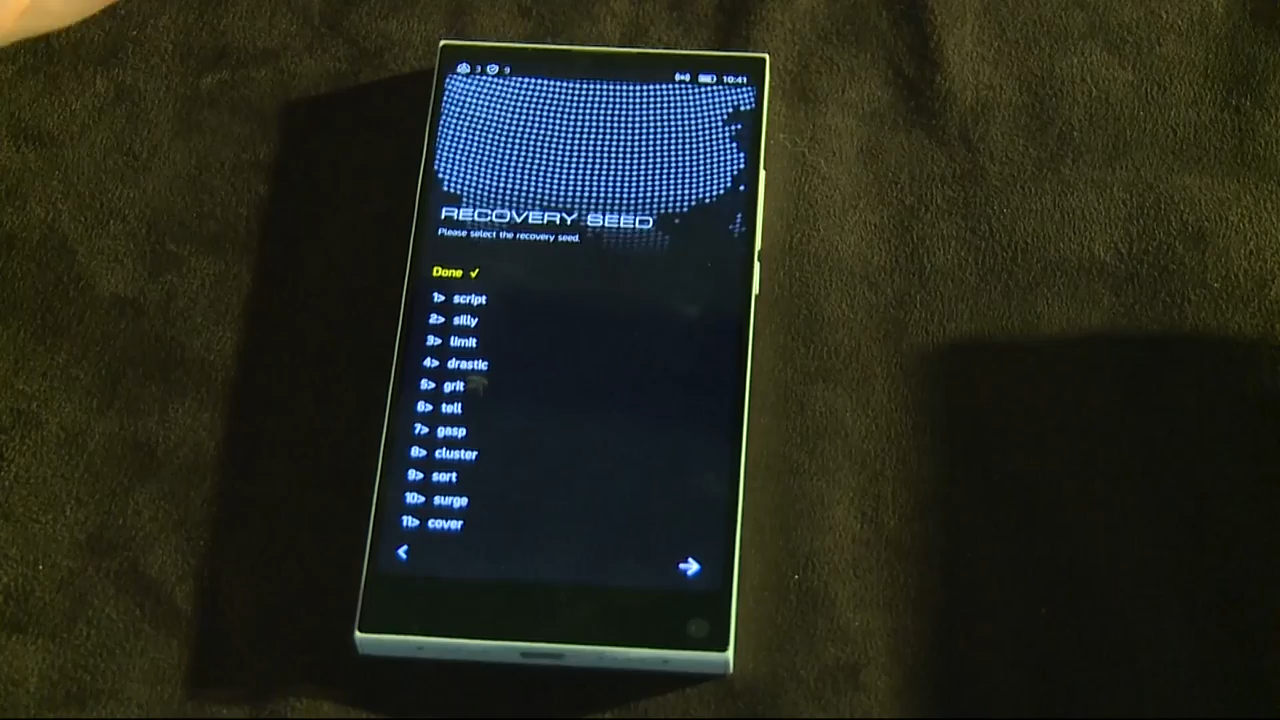 3 9 10:41
RECOVERY SEED
Please select the recovery seed.
Done ✓
1> script
2> silly
3> limit
4> drastic
5> grit
6> tell
7> gasp
8> cluster
9> sort
10> surge
11> cover